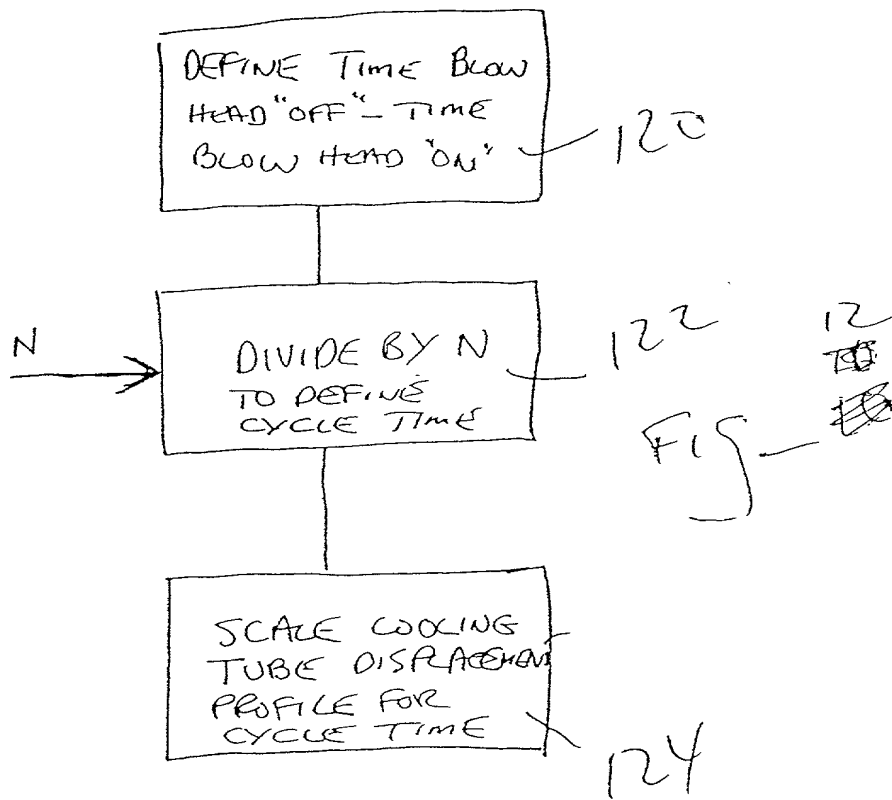 DEFINE TIME BLOW
HEAD "OFF" - TIME
BLOW HEAD "ON"
120
N
DIVIDE BY N
TO DEFINE
CYCLE TIME
122
Fig - 12
SCALE COOLING
TUBE DISPLACEMENT
PROFILE FOR
CYCLE TIME
124